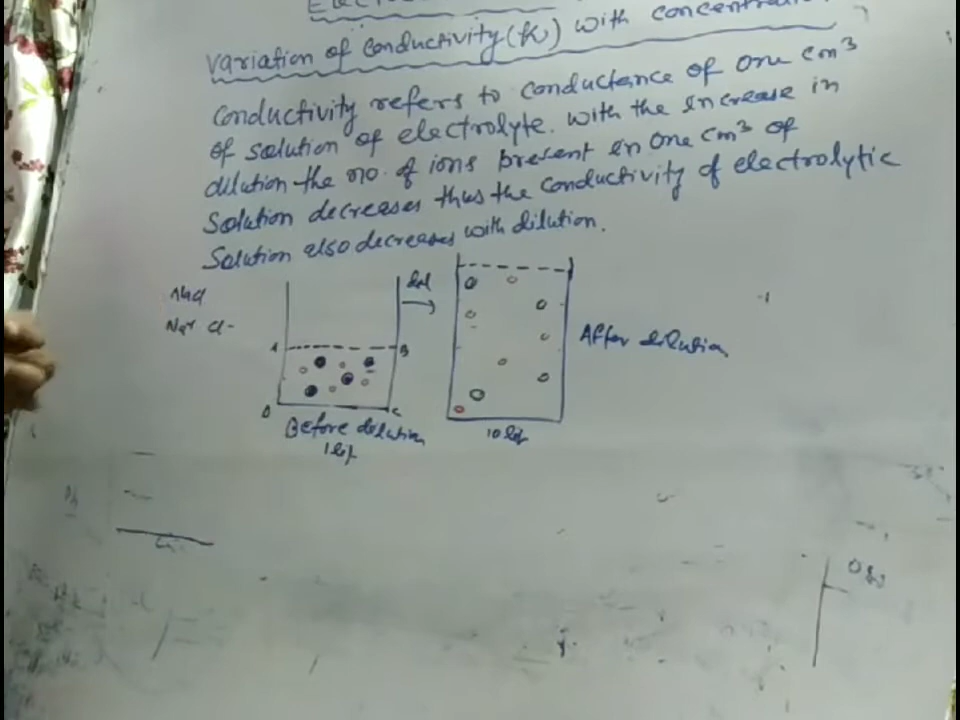 Variation of Conductivity (K) with
Conductivity refers to conductance of one cm³
of solution of electrolyte. With the increase in
dilution the no. of ions present in one cm³ of
Solution decreases thus the conductivity of electrolytic
Solution also decreases with dilution.
Na+ Cl-
A B
D C
Before dilution
After dilution